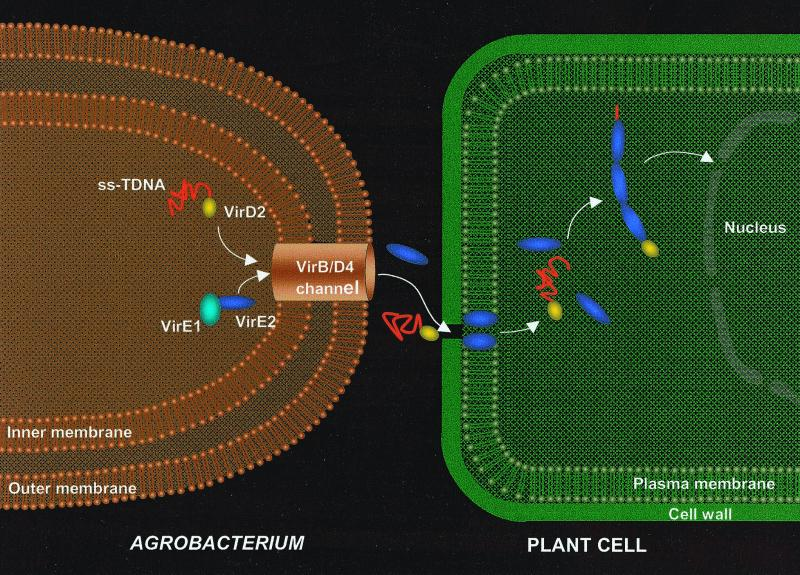 ss-TDNA
VirD2
VirB/D4
channel
VirE1
VirE2
Inner membrane
Outer membrane
AGROBACTERIUM
Nucleus
Plasma membrane
Cell wall
PLANT CELL